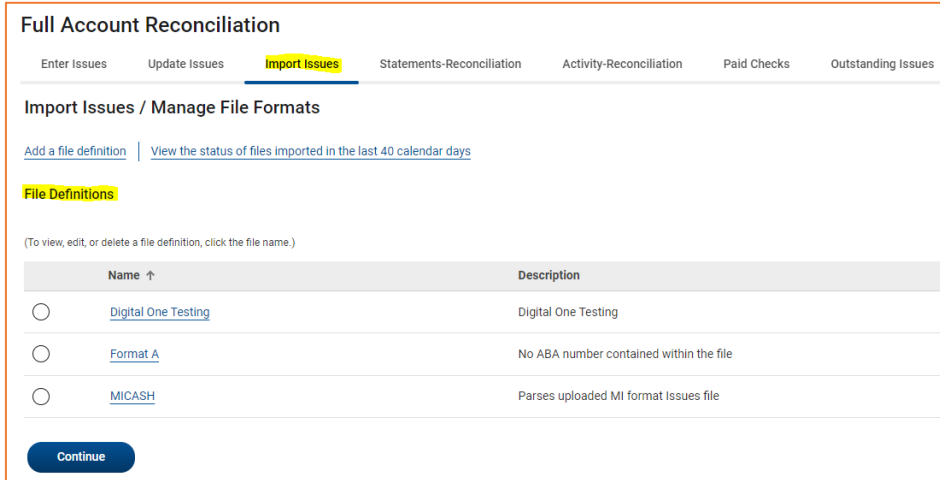 Full Account Reconciliation
Enter Issues Update Issues Import Issues Statements-Reconciliation Activity-Reconciliation Paid Checks Outstanding Issues
Import Issues / Manage File Formats
Add a file definition | View the status of files imported in the last 40 calendar days
File Definitions
(To view, edit, or delete a file definition, click the file name.)
Name ↑ Description
Digital One Testing Digital One Testing
Format A No ABA number contained within the file
MICASH Parses uploaded MI format Issues file
Continue